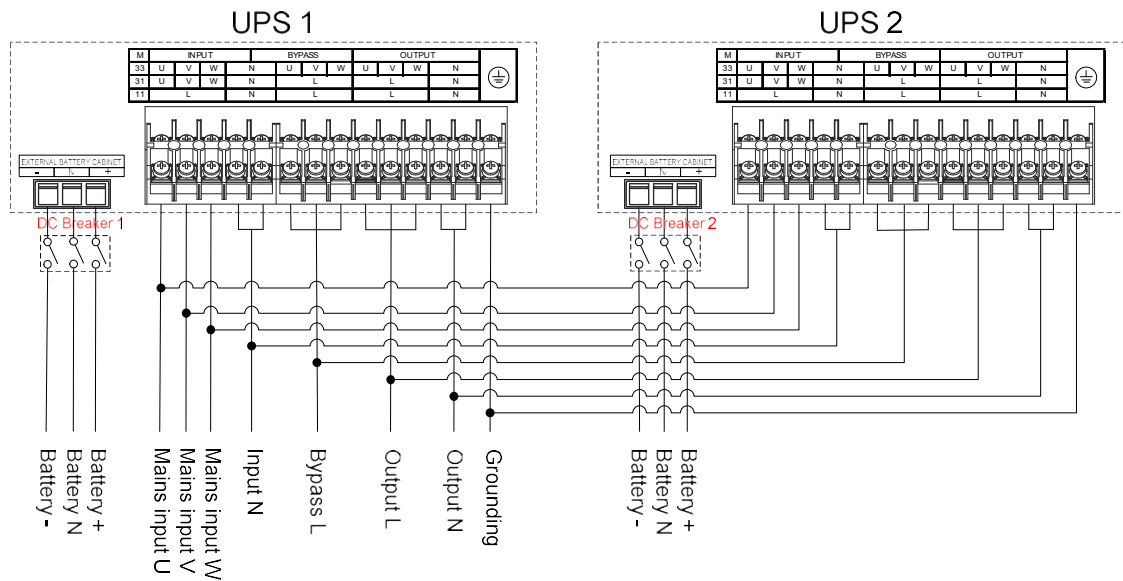 UPS 1
UPS 2
M INPUT BYPASS OUTPUT
33 U V W N U V W U V W N
31 U V W N L L N
11 L N L L N
M INPUT BYPASS OUTPUT
33 U V W N U V W U V W N
31 U V W N L L N
11 L N L L N
EXTERNAL BATTERY CABINET
- N +
EXTERNAL BATTERY CABINET
- N +
DC Breaker 1
DC Breaker 2
Battery -
Battery N
Battery +
Mains input U
Mains input V
Mains input W
Input N
Bypass L
Output L
Output N
Grounding
Battery -
Battery N
Battery +